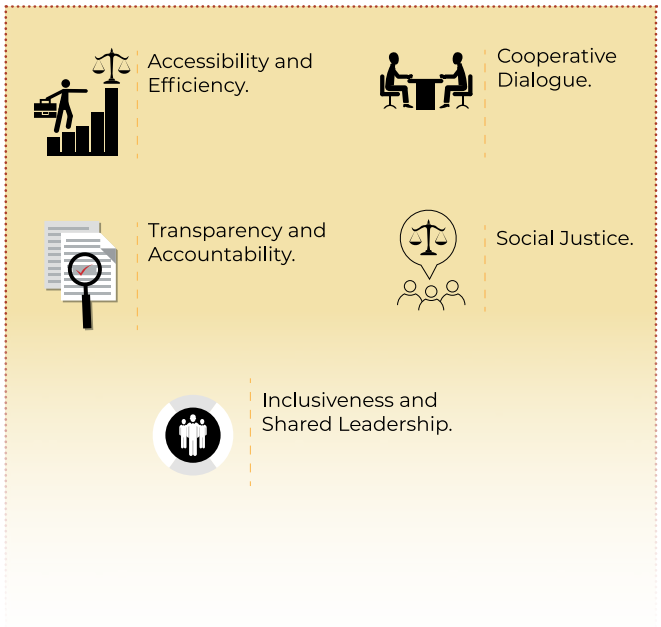 Accessibility and
Efficiency.
Cooperative
Dialogue.
Transparency and
Accountability.
Social Justice.
Inclusiveness and
Shared Leadership.